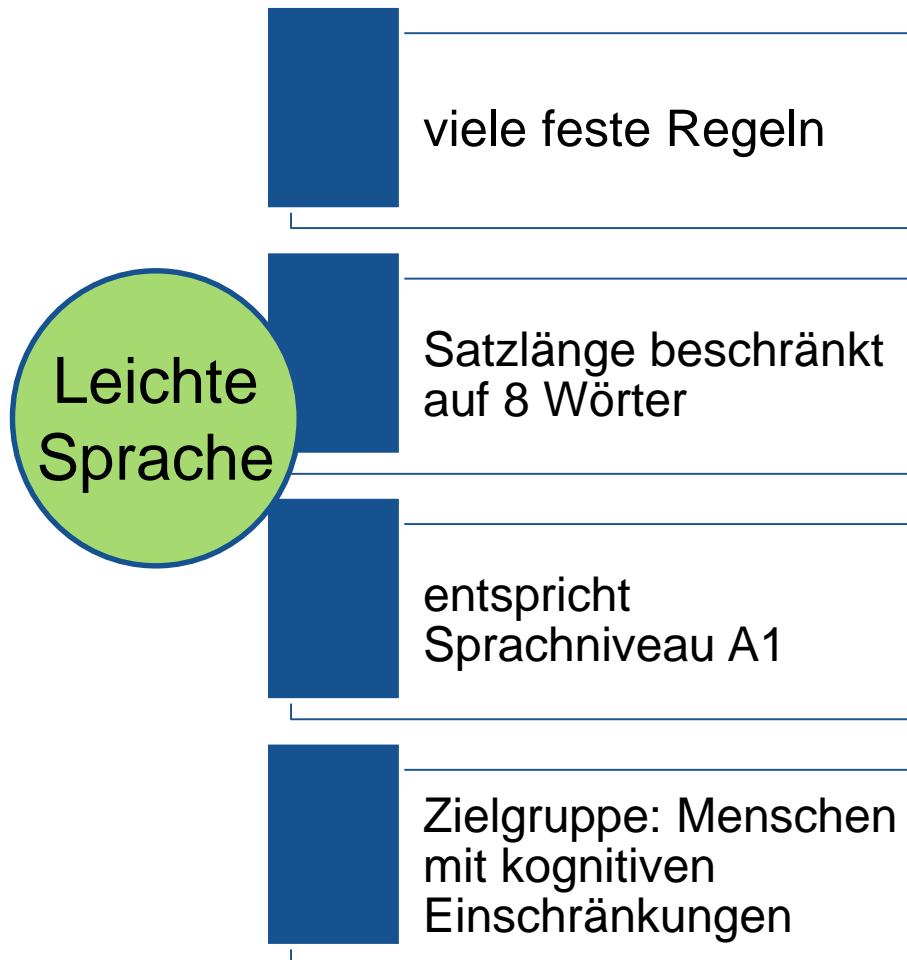 viele feste Regeln
Leichte
Sprache
Satzlänge beschränkt
auf 8 Wörter
entspricht
Sprachniveau A1
Zielgruppe: Menschen
mit kognitiven
Einschränkungen